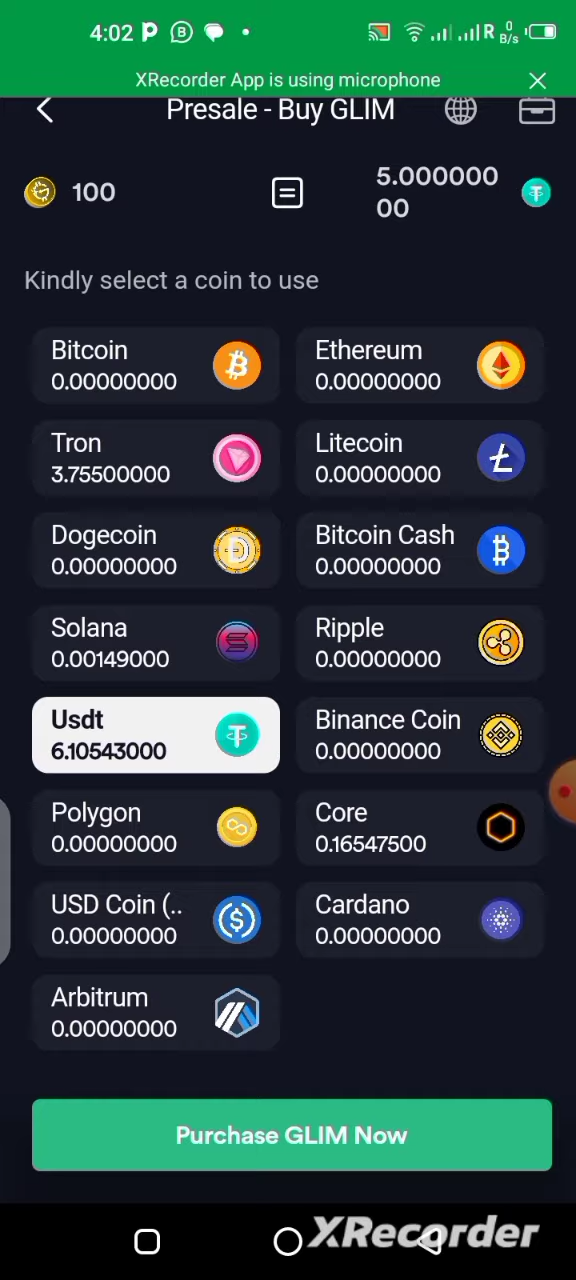 4:02
R 0 B/s
XRecorder App is using microphone
Presale - Buy GLIM
100
5.000000
00
Kindly select a coin to use
Bitcoin
0.00000000
Ethereum
0.00000000
Tron
3.75500000
Litecoin
0.00000000
Dogecoin
0.00000000
Bitcoin Cash
0.00000000
Solana
0.00149000
Ripple
0.00000000
Usdt
6.10543000
Binance Coin
0.00000000
Polygon
0.00000000
Core
0.16547500
USD Coin (..
0.00000000
Cardano
0.00000000
Arbitrum
0.00000000
Purchase GLIM Now
XRecorder